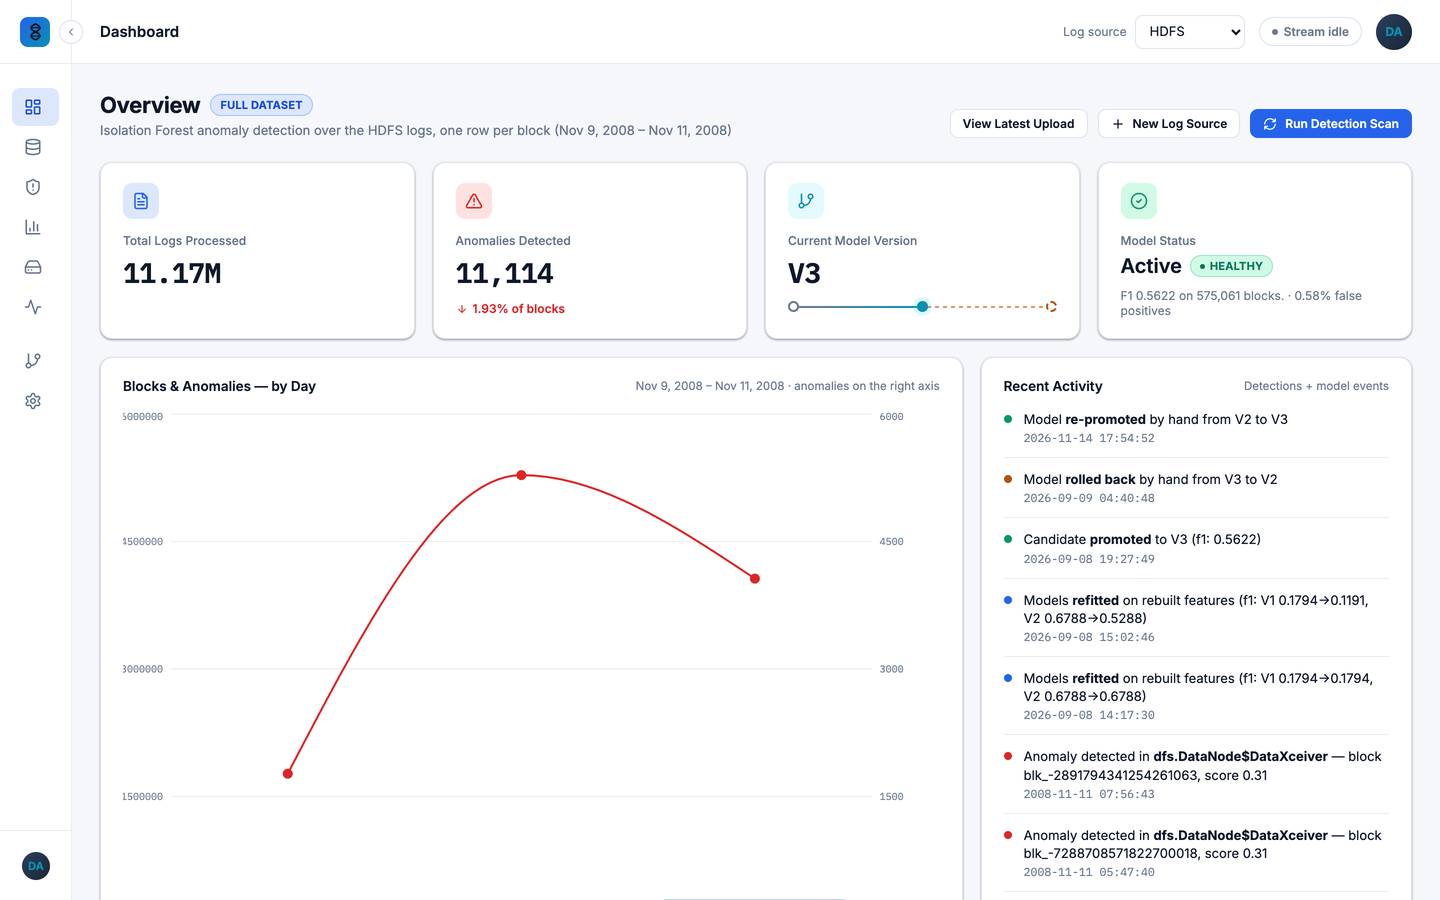 Dashboard
Log source
HDFS
Stream idle
DA
Overview
FULL DATASET
Isolation Forest anomaly detection over the HDFS logs, one row per block (Nov 9, 2008 – Nov 11, 2008)
View Latest Upload
New Log Source
Run Detection Scan
Total Logs Processed
11.17M
Anomalies Detected
11,114
↓ 1.93% of blocks
Current Model Version
V3
Model Status
Active
HEALTHY
F1 0.5622 on 575,061 blocks. · 0.58% false
positives
Blocks & Anomalies — by Day
Nov 9, 2008 – Nov 11, 2008 · anomalies on the right axis
6000
4500000
4500
3000
1500000
1500
Recent Activity
Detections + model events
Model re-promoted by hand from V2 to V3
2026-11-14 17:54:52
Model rolled back by hand from V3 to V2
2026-09-09 04:40:48
Candidate promoted to V3 (f1: 0.5622)
2026-09-08 19:27:49
Models refitted on rebuilt features (f1: V1 0.1794→0.1191,
V2 0.6788→0.5288)
2026-09-08 15:02:46
Models refitted on rebuilt features (f1: V1 0.1794→0.1794,
V2 0.6788→0.6788)
2026-09-08 14:17:30
Anomaly detected in dfs.DataNode$DataXceiver — block
blk_-2891794341254261063, score 0.31
2008-11-11 07:56:43
Anomaly detected in dfs.DataNode$DataXceiver — block
blk_-7288708571822700018, score 0.31
2008-11-11 05:47:40
DA